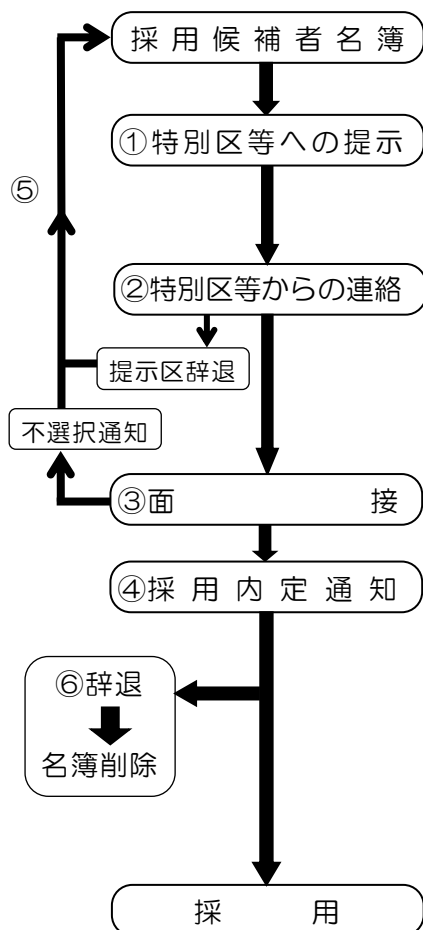 採用候補者名簿
①特別区等への提示
⑤
②特別区等からの連絡
提示区辞退
不選択通知
③面接
④採用内定通知
⑥辞退
名簿削除
採用